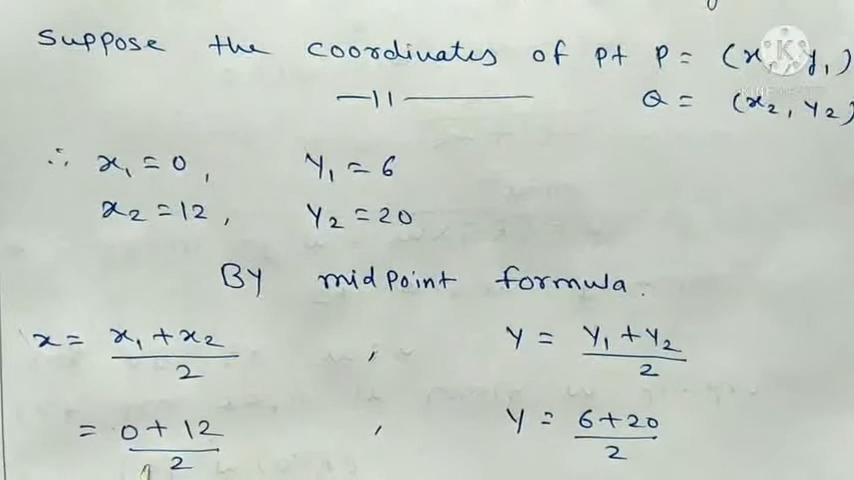 Suppose the coordinates of pt P = (x₁, y₁)
—11——— Q = (x₂, y₂)
∴ x₁ = 0, y₁ = 6
x₂ = 12, y₂ = 20
By midpoint formula.
x = x₁ + x₂ / 2 , y = y₁ + y₂ / 2
= 0 + 12 / 2 , y = 6 + 20 / 2